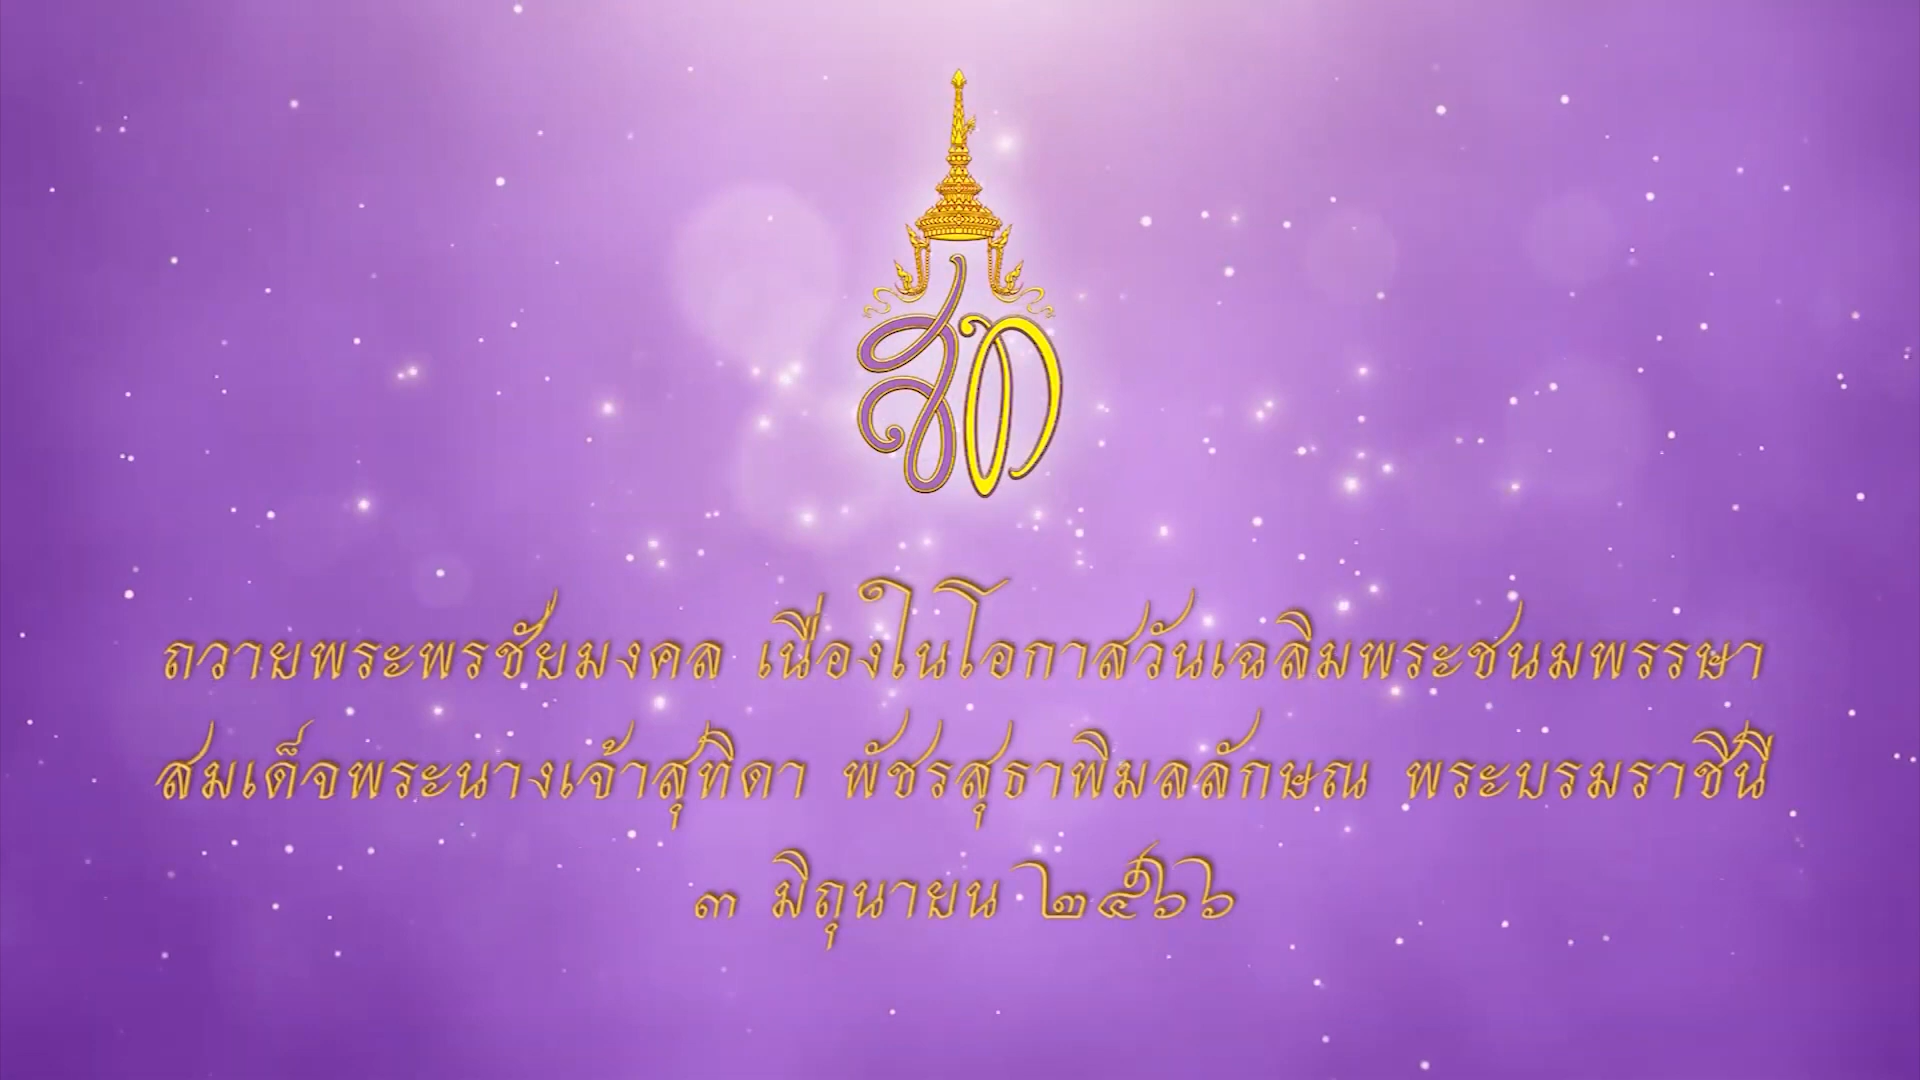 สท
ถวายพระพรชัยมงคล เนื่องในโอกาสวันเฉลิมพระชนมพรรษา
สมเด็จพระนางเจ้าสุทิดา พัชรสุธาพิมลลักษณ พระบรมราชินี
๓ มิถุนายน ๒๕๖๖